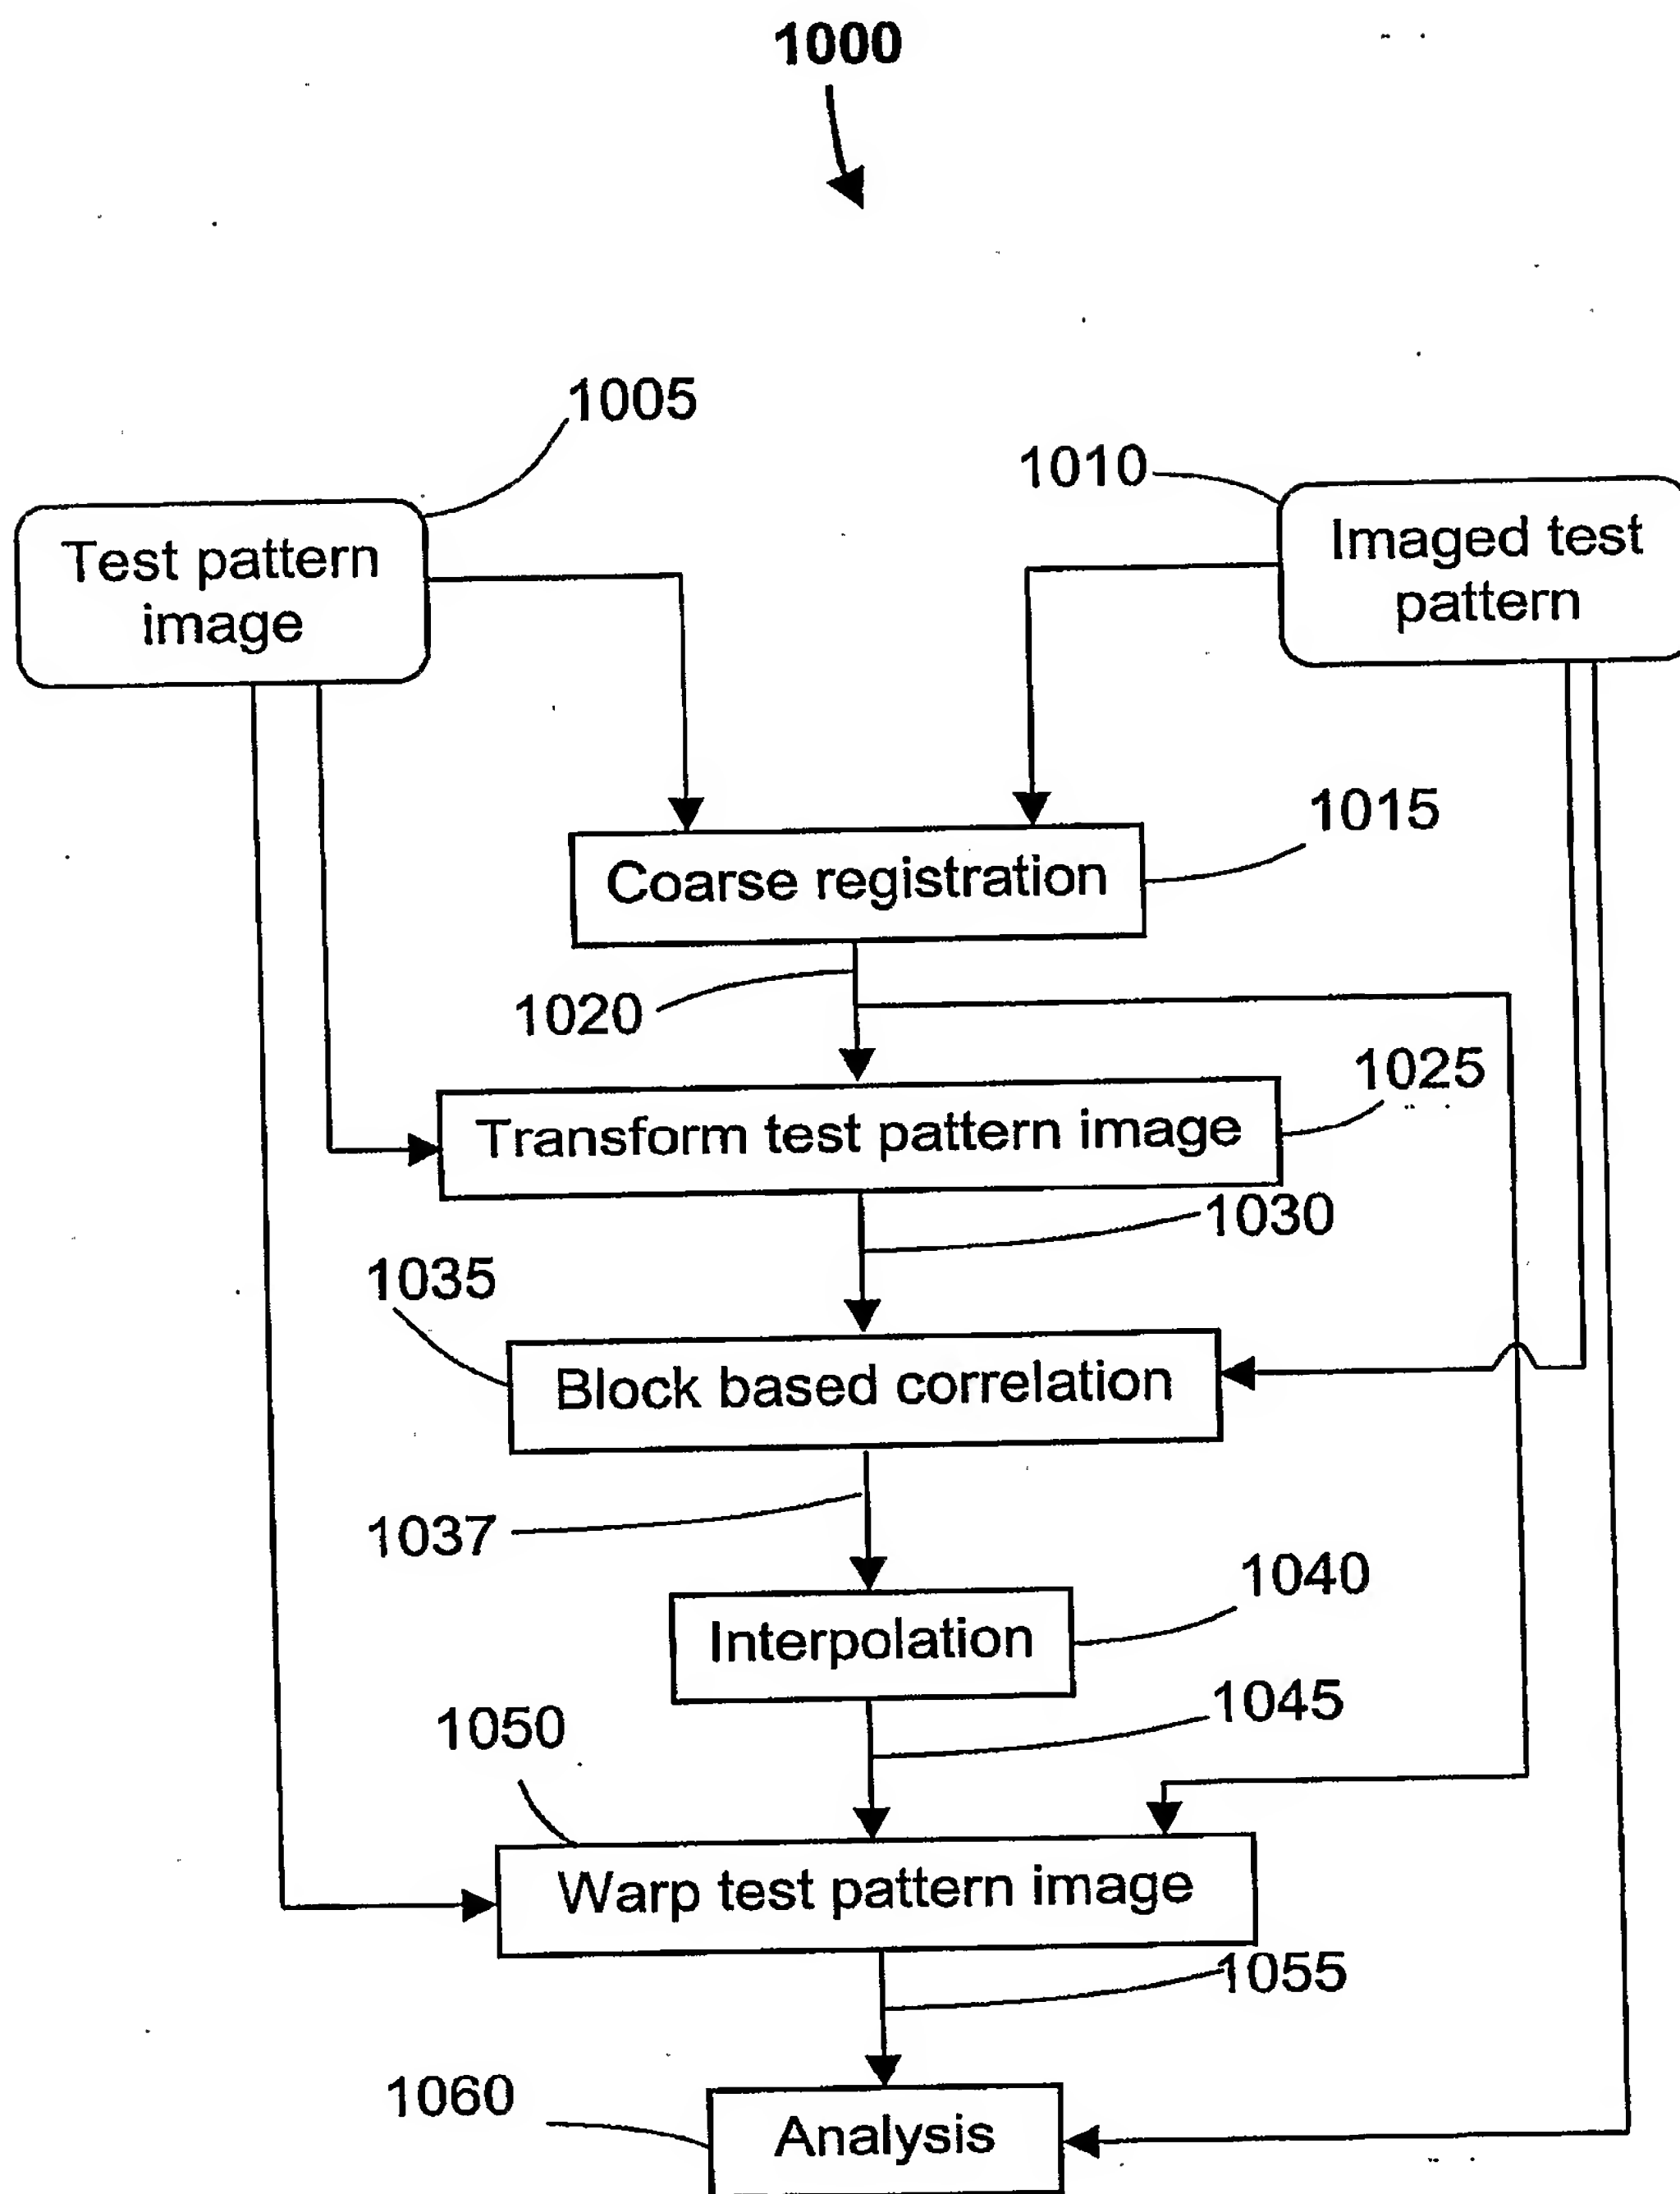 1000
1005
1010
Test pattern
image
Imaged test
pattern
1015
Coarse registration
1020
1025
Transform test pattern image
1030
1035
Block based correlation
1037
1040
Interpolation
1045
1050
Warp test pattern image
1055
1060
Analysis